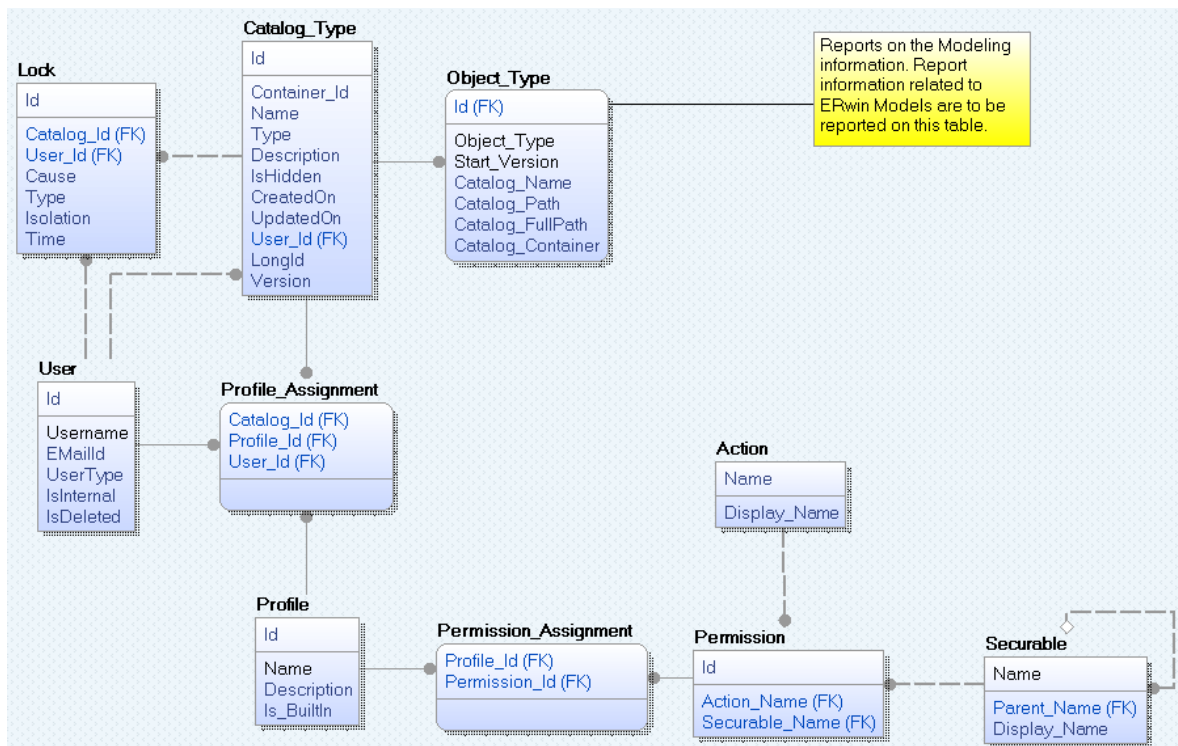 Catalog_Type
Id
Container_Id
Name
Type
Description
IsHidden
CreatedOn
UpdatedOn
User_Id (FK)
LongId
Version
Lock
Id
Catalog_Id (FK)
User_Id (FK)
Cause
Type
Isolation
Time
Object_Type
Id (FK)
Object_Type
Start_Version
Catalog_Name
Catalog_Path
Catalog_FullPath
Catalog_Container
Reports on the Modeling
information. Report
information related to
ERwin Models are to be
reported on this table.
User
Id
Username
EMailId
UserType
IsInternal
IsDeleted
Profile_Assignment
Catalog_Id (FK)
Profile_Id (FK)
User_Id (FK)
Action
Name
Display_Name
Profile
Id
Name
Description
Is_BuiltIn
Permission_Assignment
Profile_Id (FK)
Permission_Id (FK)
Permission
Id
Action_Name (FK)
Securable_Name (FK)
Securable
Name
Parent_Name (FK)
Display_Name